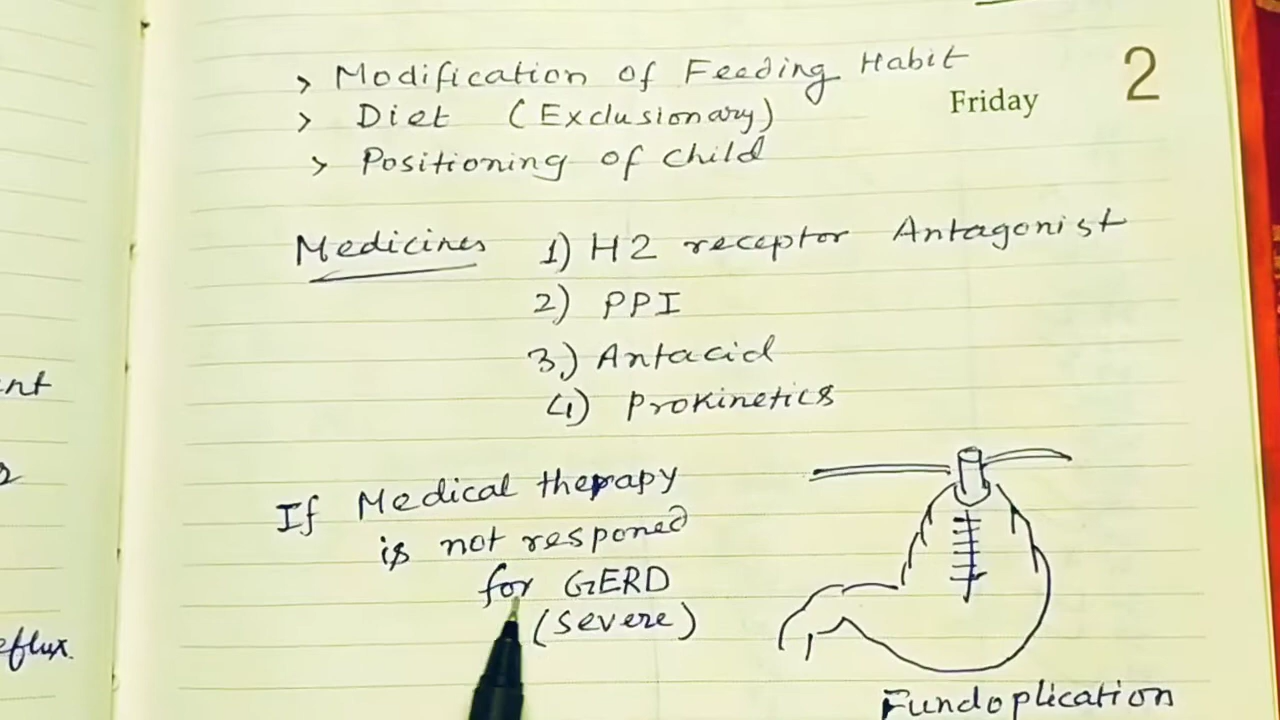 > Modification of Feeding Habit
Friday 2
> Diet (Exclusionary)
> Positioning of child
Medicines 1) H2 receptor Antagonist
2) PPI
3.) Antacid
4) Prokinetics
If Medical therapy
is not responed
for GERD
(severe)
Fundoplication
eflux.